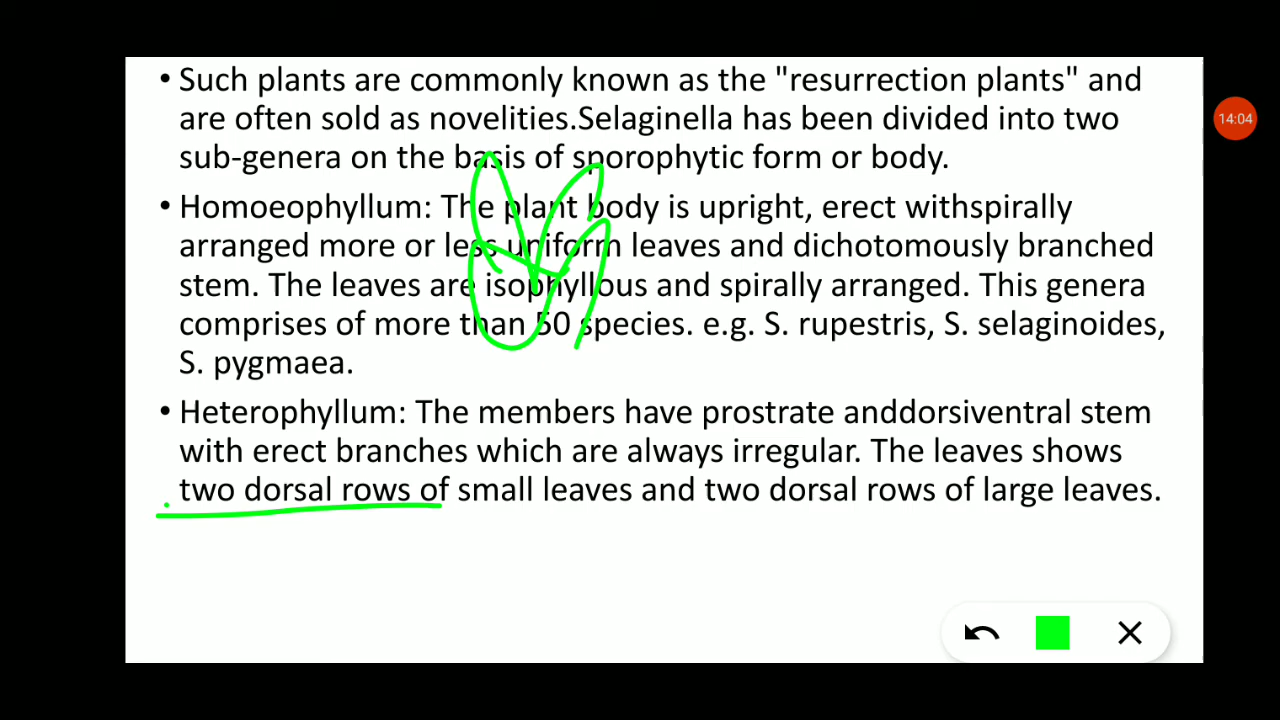 • Such plants are commonly known as the "resurrection plants" and
are often sold as novelities.Selaginella has been divided into two
sub-genera on the basis of sporophytic form or body.
• Homoeophyllum: The plant body is upright, erect withspirally
arranged more or less uniform leaves and dichotomously branched
stem. The leaves are isophyllous and spirally arranged. This genera
comprises of more than 50 species. e.g. S. rupestris, S. selaginoides,
S. pygmaea.
• Heterophyllum: The members have prostrate anddorsiventral stem
with erect branches which are always irregular. The leaves shows
two dorsal rows of small leaves and two dorsal rows of large leaves.
14:04